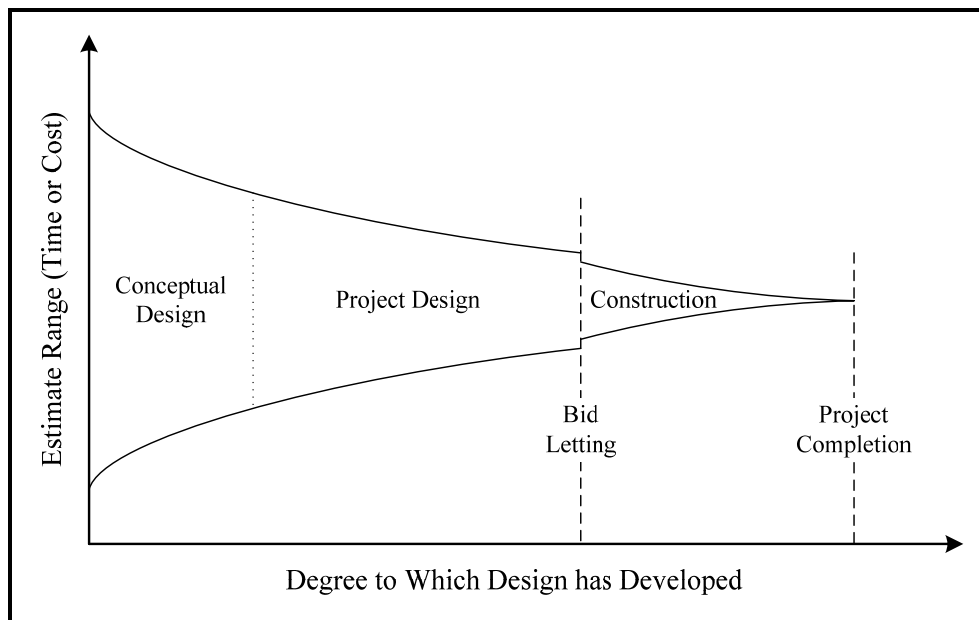 Estimate Range (Time or Cost)
Conceptual
Design
Project Design
Construction
Bid
Letting
Project
Completion
Degree to Which Design has Developed